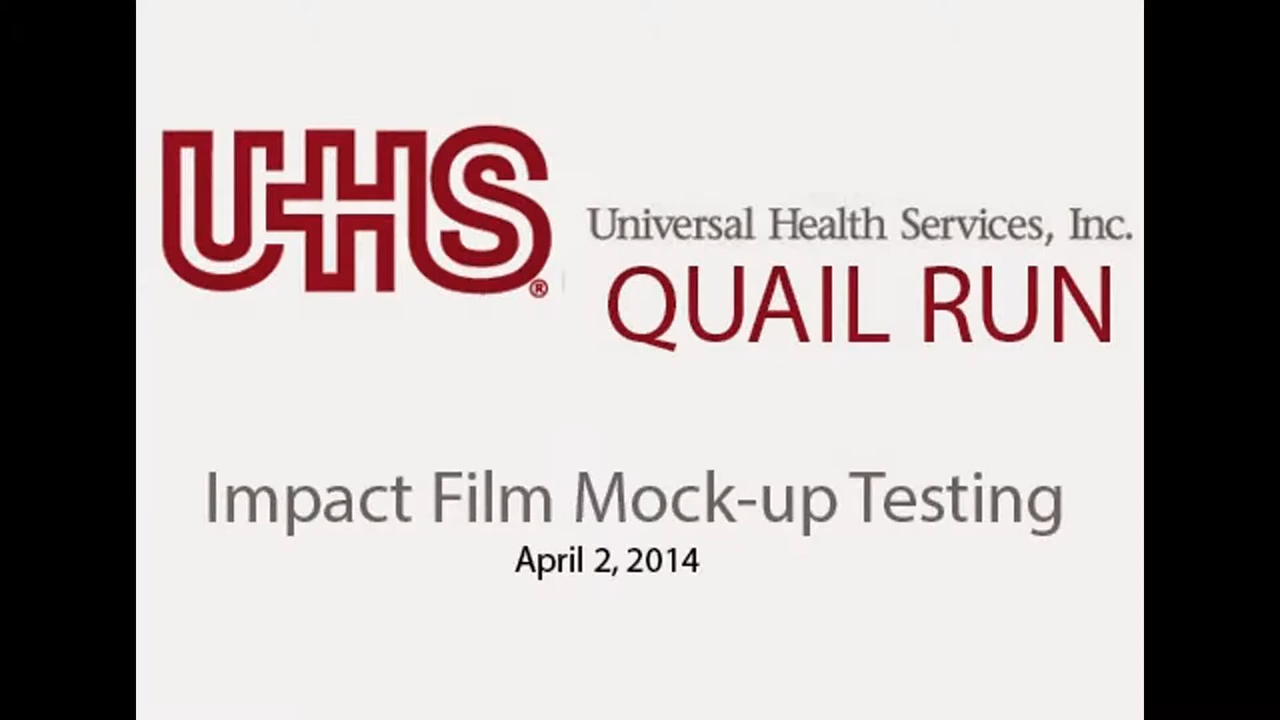 UHS®
Universal Health Services, Inc.
QUAIL RUN
Impact Film Mock-up Testing
April 2, 2014